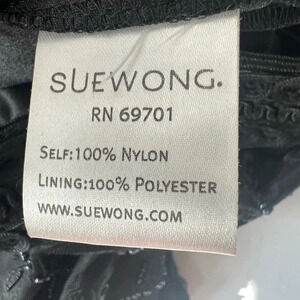 SUEWONG.
RN 69701
SELF:100% NYLON
LINING:100% POLYESTER
WWW.SUEWONG.COM